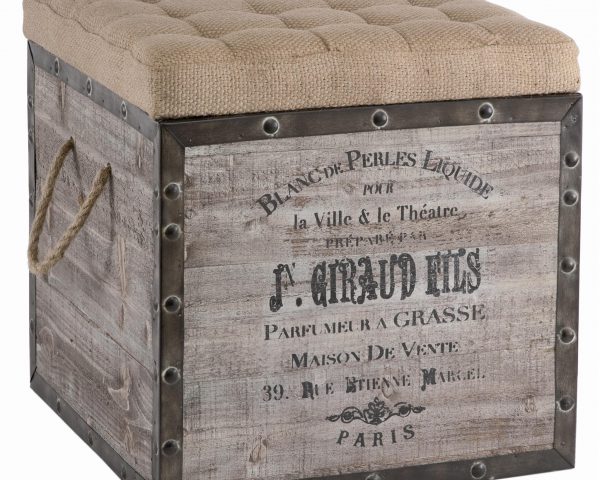 BLANC DE PERLES LIQUIDE
POUR
la Ville & le Théatre
PRÉPARÉ PAR
JN. GIRAUD FILS
PARFUMEUR A GRASSE
MAISON DE VENTE
39. RUE ETIENNE MARCEL
PARIS